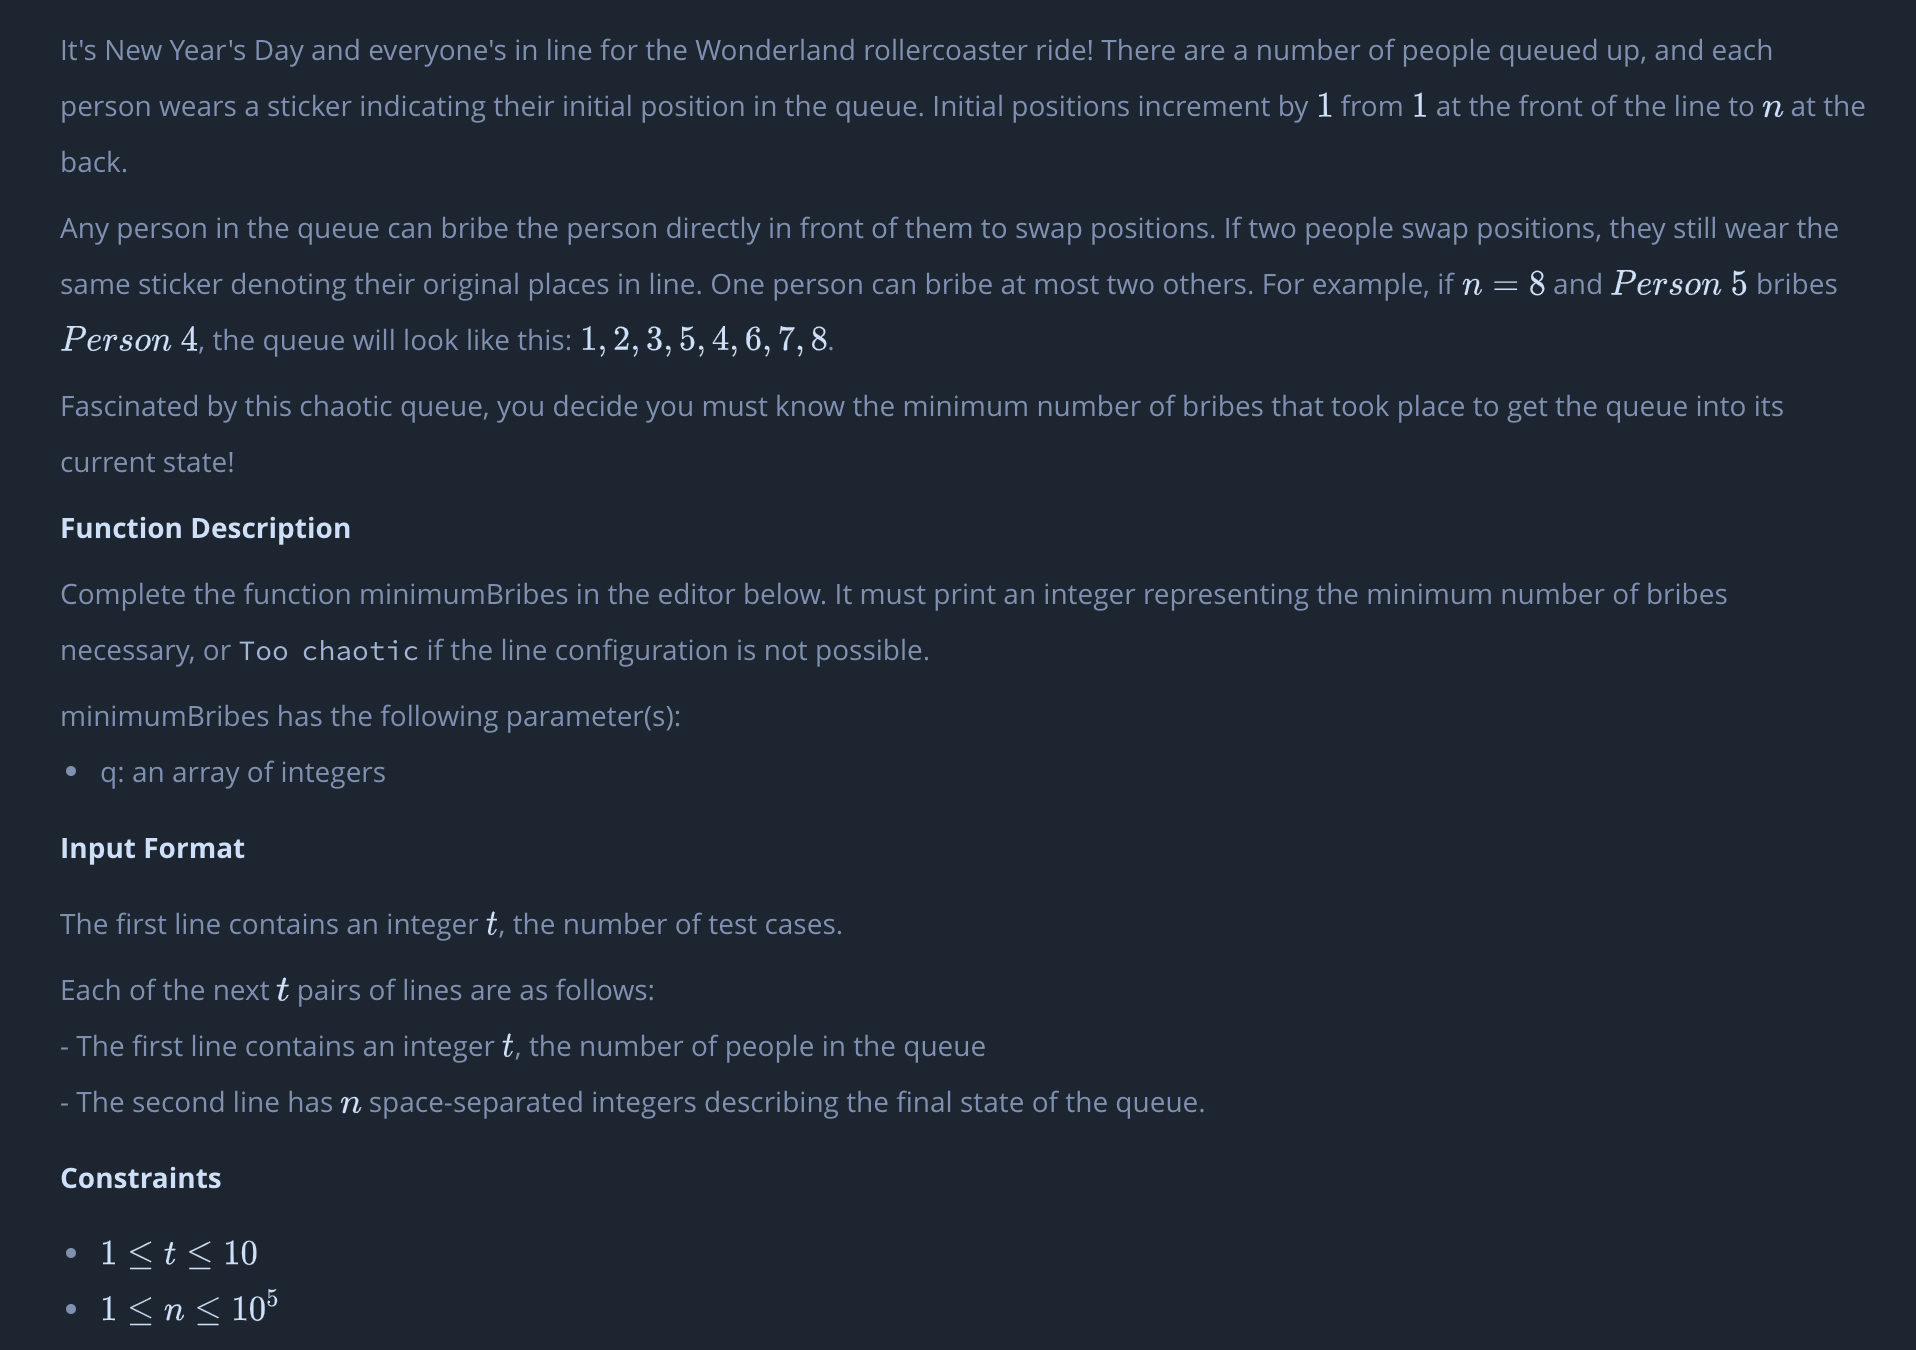 It's New Year's Day and everyone's in line for the Wonderland rollercoaster ride! There are a number of people queued up, and each
person wears a sticker indicating their initial position in the queue. Initial positions increment by 1 from 1 at the front of the line to n at the
back.
Any person in the queue can bribe the person directly in front of them to swap positions. If two people swap positions, they still wear the
same sticker denoting their original places in line. One person can bribe at most two others. For example, if n = 8 and Person 5 bribes
Person 4, the queue will look like this: 1, 2, 3, 5, 4, 6, 7, 8.
Fascinated by this chaotic queue, you decide you must know the minimum number of bribes that took place to get the queue into its
current state!
Function Description
Complete the function minimumBribes in the editor below. It must print an integer representing the minimum number of bribes
necessary, or Too chaotic if the line configuration is not possible.
minimumBribes has the following parameter(s):
• q: an array of integers
Input Format
The first line contains an integer t, the number of test cases.
Each of the next t pairs of lines are as follows:
- The first line contains an integer t, the number of people in the queue
- The second line has n space-separated integers describing the final state of the queue.
Constraints
• 1 ≤ t ≤ 10
• 1 ≤ n ≤ 10⁵